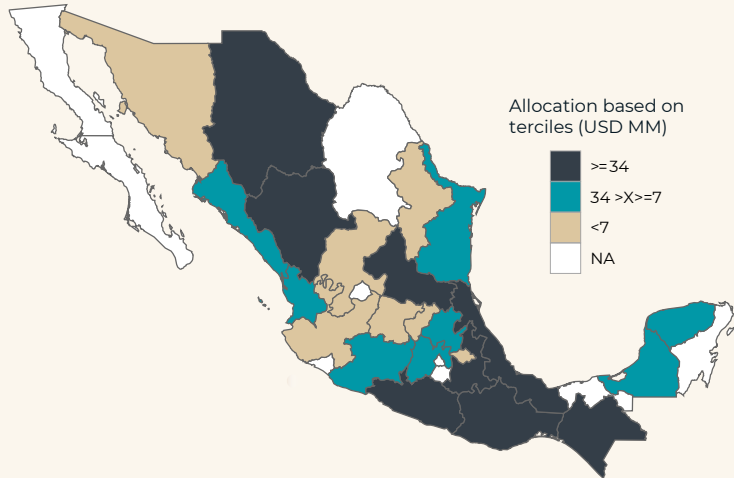 Allocation based on
terciles (USD MM)
>=34
34 >X>=7
<7
NA